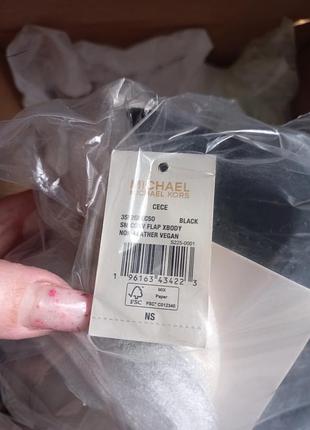 MICHAEL
MICHAEL KORS
CECE
BLACK
SM CONV FLAP XBODY
NON LEATHER VEGAN
S225-0001
1 96163 43422 3
FSC
MIX
Paper
FSC® C012340
NS